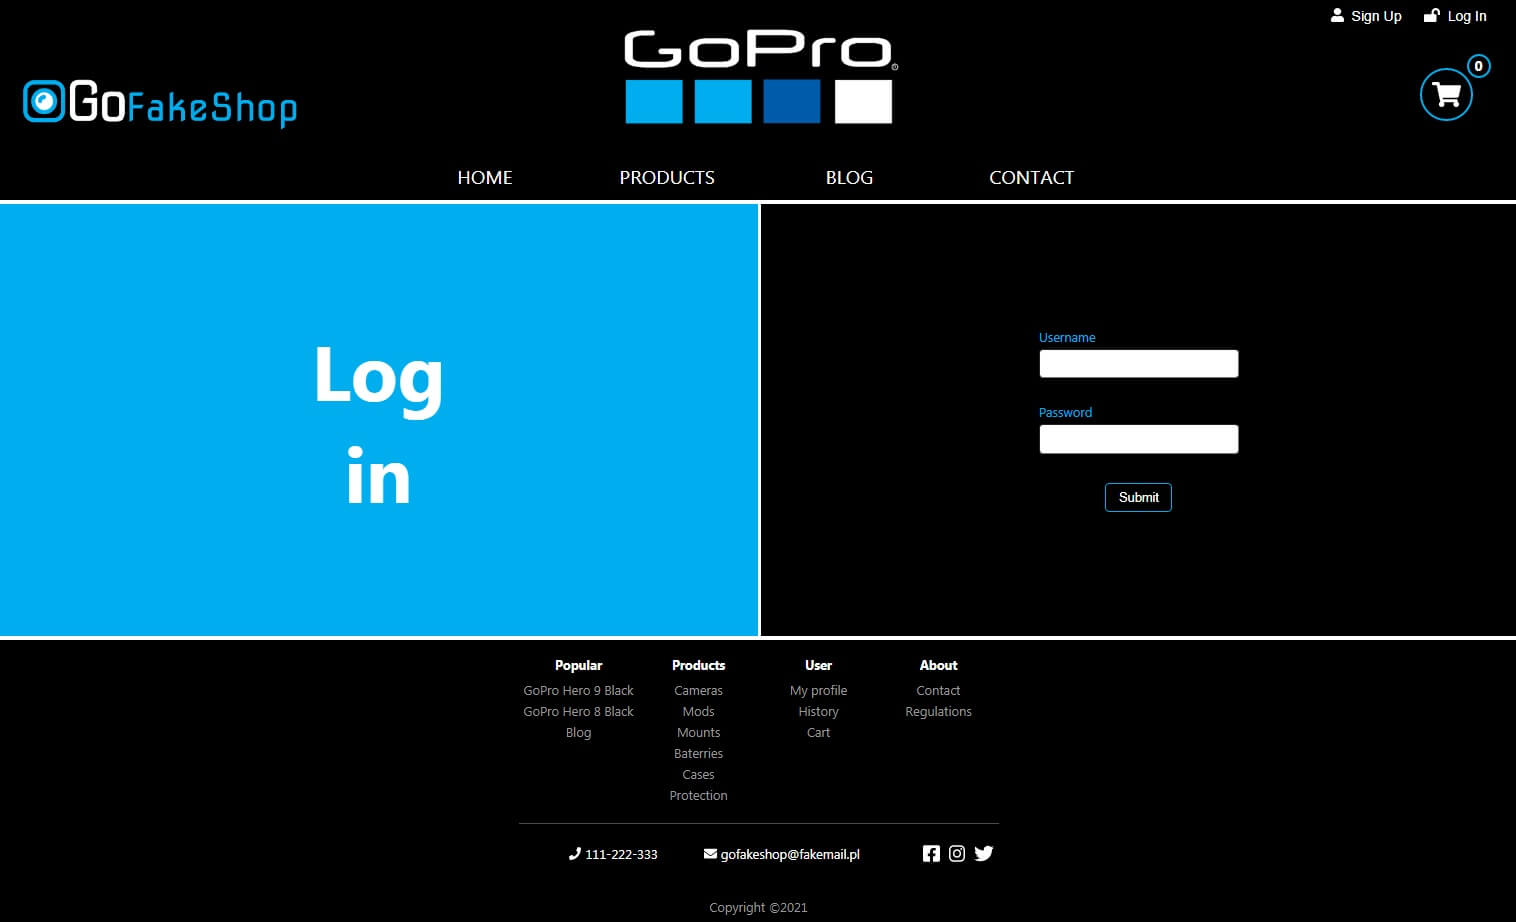 Sign Up Log In
GoPro
0
GoFakeShop
HOME PRODUCTS BLOG CONTACT
Log
in
Username
Password
Submit
Popular Products User About
GoPro Hero 9 Black Cameras My profile Contact
GoPro Hero 8 Black Mods History Regulations
Blog Mounts Cart
Baterries
Cases
Protection
111-222-333 gofakeshop@fakemail.pl
Copyright ©2021